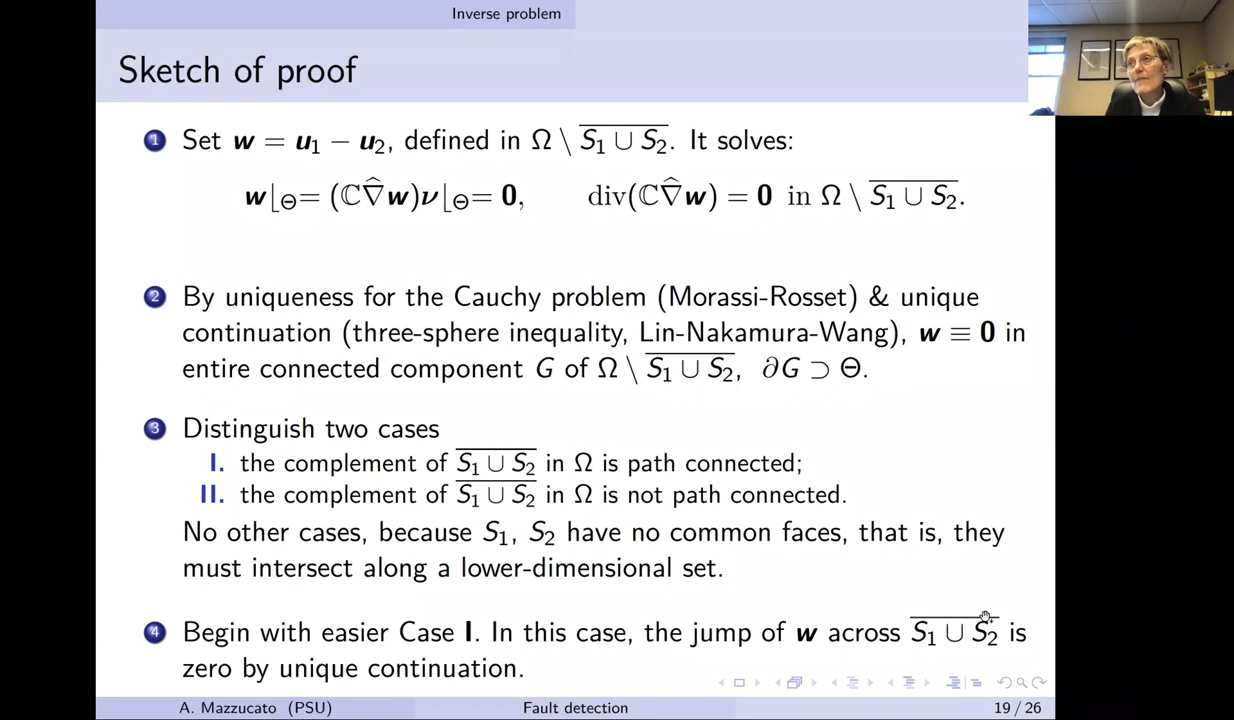 Inverse problem
Sketch of proof
1 Set w = u₁ − u₂, defined in Ω \ \overline{S₁ ∪ S₂}. It solves:
w⌊_Θ= (ℂ\widehat{∇}w)ν⌊_Θ= 0, div(ℂ\widehat{∇}w) = 0 in Ω \ \overline{S₁ ∪ S₂}.
2 By uniqueness for the Cauchy problem (Morassi-Rosset) & unique
continuation (three-sphere inequality, Lin-Nakamura-Wang), w ≡ 0 in
entire connected component G of Ω \ \overline{S₁ ∪ S₂}, ∂G ⊃ Θ.
3 Distinguish two cases
I. the complement of \overline{S₁ ∪ S₂} in Ω is path connected;
II. the complement of \overline{S₁ ∪ S₂} in Ω is not path connected.
No other cases, because S₁, S₂ have no common faces, that is, they
must intersect along a lower-dimensional set.
4 Begin with easier Case I. In this case, the jump of w across \overline{S₁ ∪ S₂} is
zero by unique continuation.
A. Mazzucato (PSU) Fault detection 19 / 26